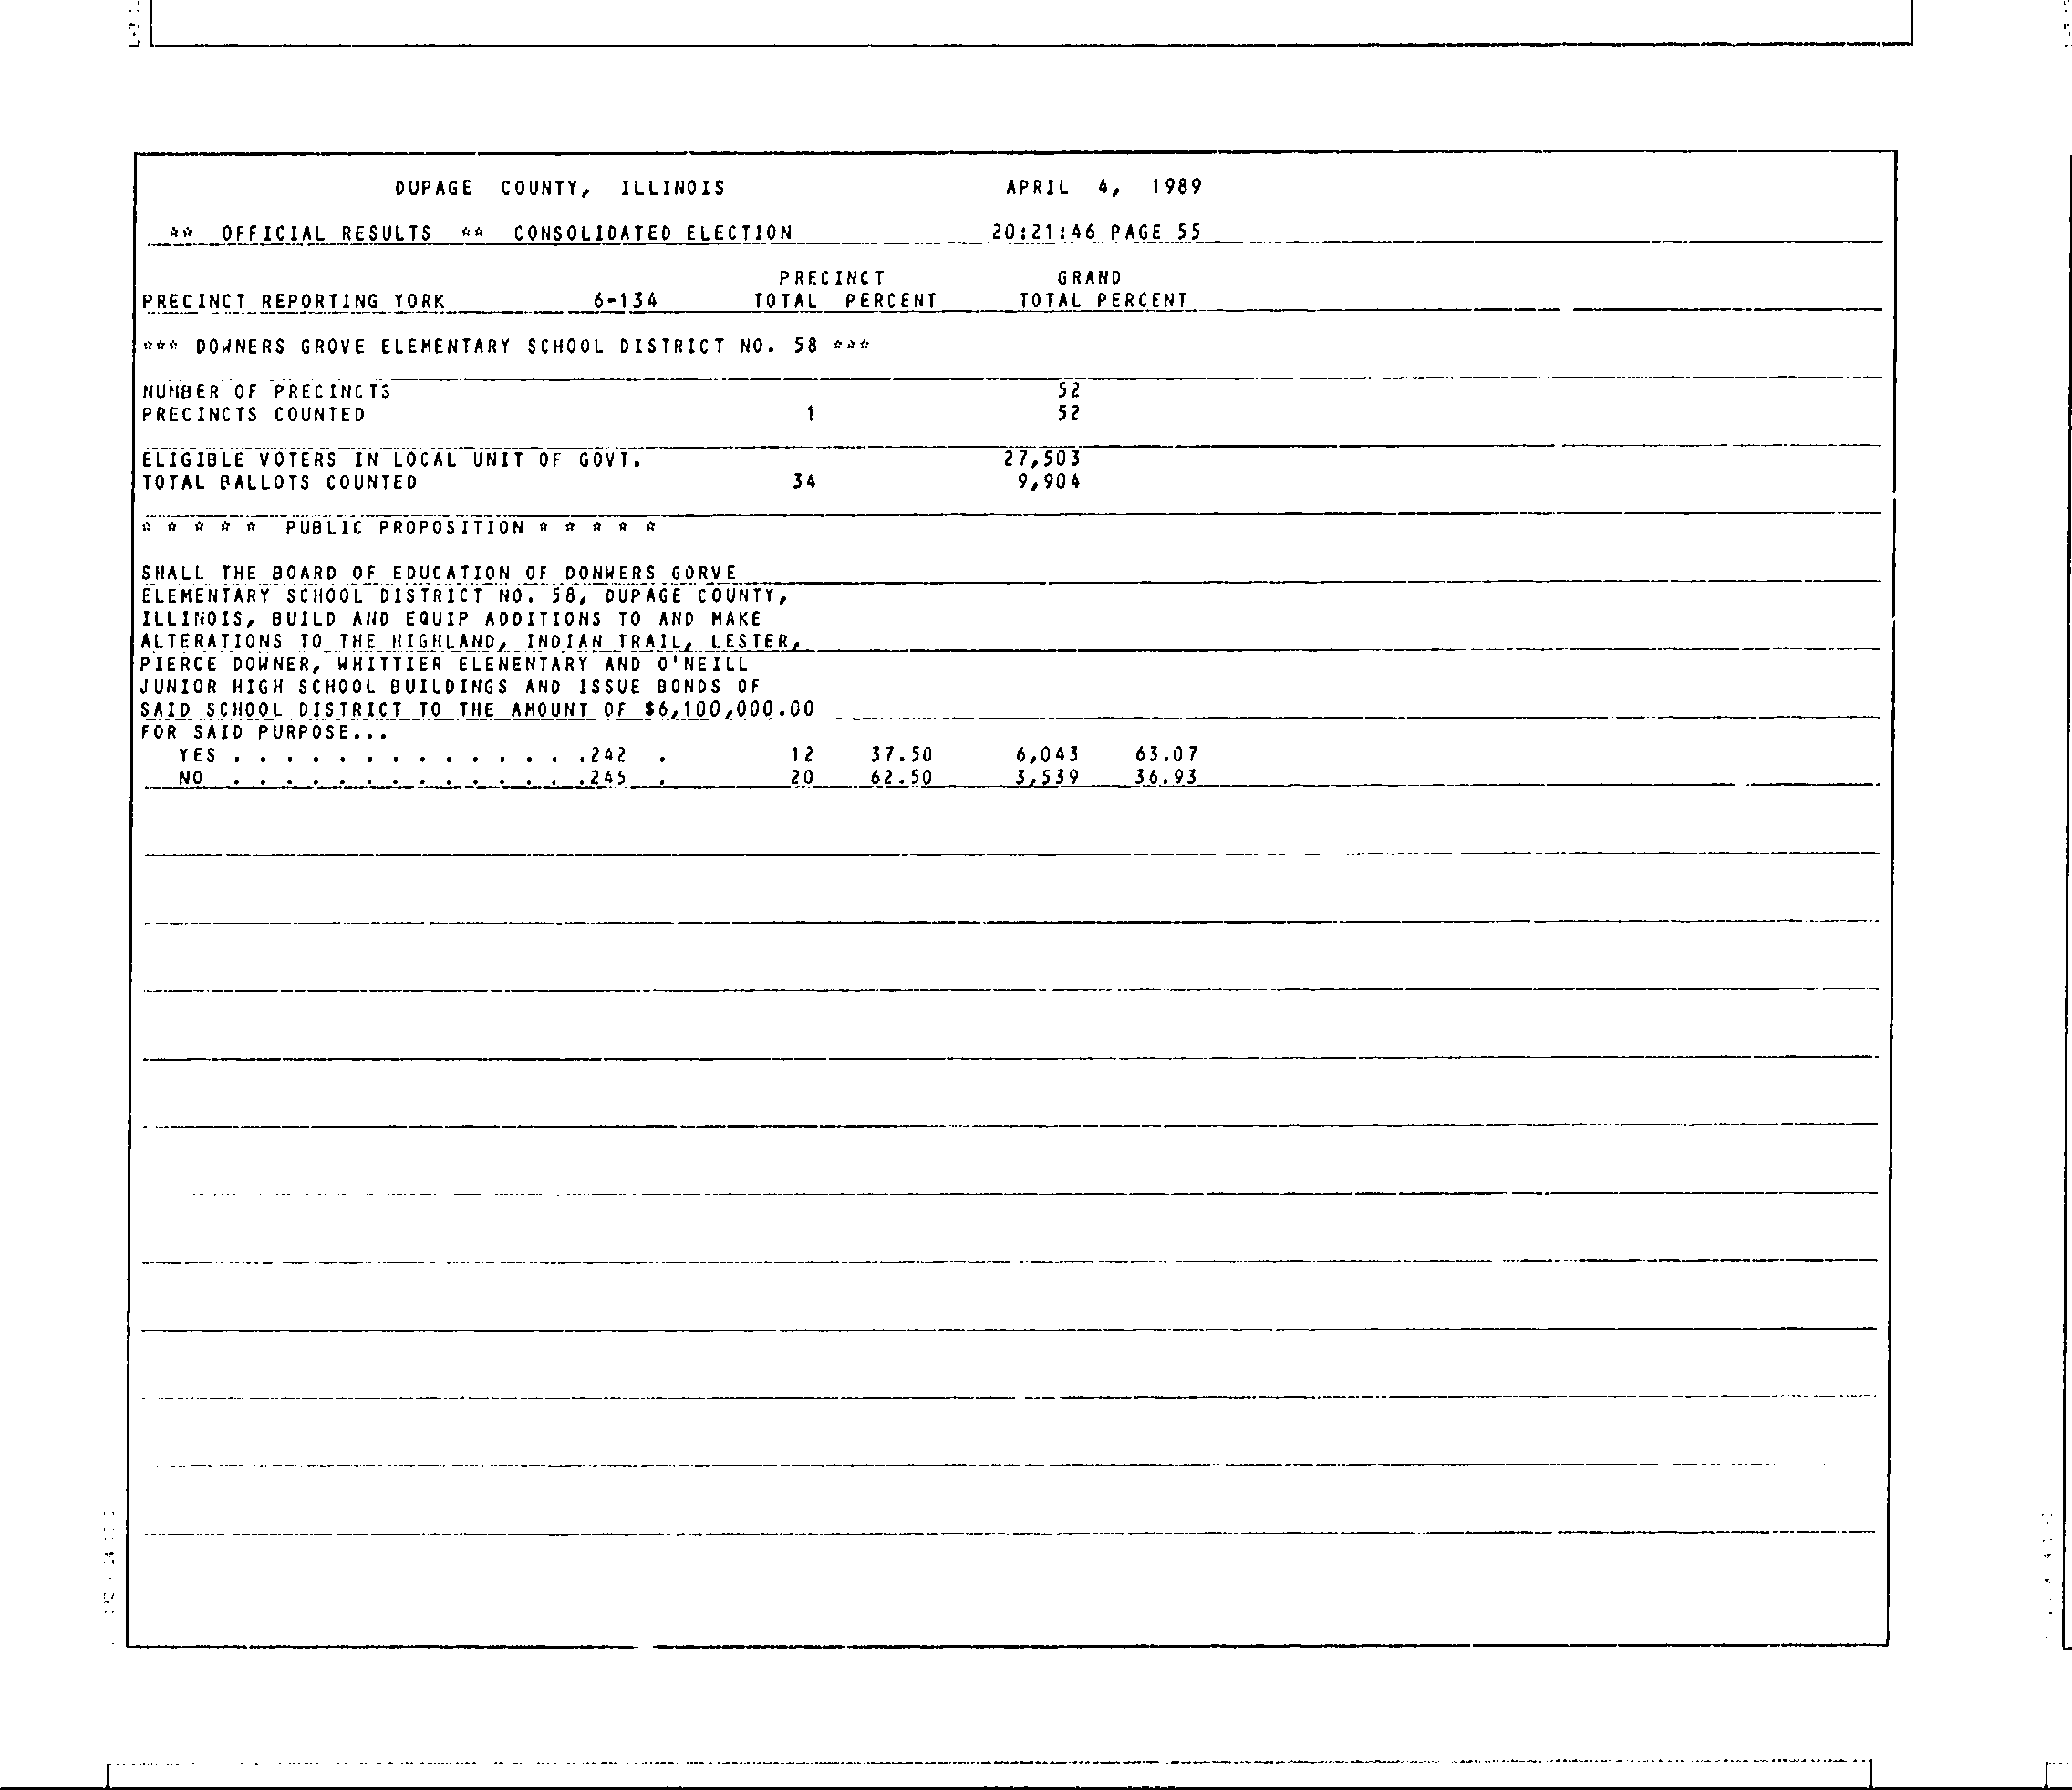 DUPAGE COUNTY, ILLINOIS APRIL 4, 1989
** OFFICIAL RESULTS ** CONSOLIDATED ELECTION 20:21:46 PAGE 55
PRECINCT GRAND
PRECINCT REPORTING YORK 6-134 TOTAL PERCENT TOTAL PERCENT
*** DOWNERS GROVE ELEMENTARY SCHOOL DISTRICT NO. 58 ***
NUMBER OF PRECINCTS 52
PRECINCTS COUNTED 1 52
ELIGIBLE VOTERS IN LOCAL UNIT OF GOVT. 27,503
TOTAL BALLOTS COUNTED 34 9,904
* * * * * PUBLIC PROPOSITION * * * * *
SHALL THE BOARD OF EDUCATION OF DONWERS GORVE
ELEMENTARY SCHOOL DISTRICT NO. 58, DUPAGE COUNTY,
ILLINOIS, BUILD AND EQUIP ADDITIONS TO AND MAKE
ALTERATIONS TO THE HIGHLAND, INDIAN TRAIL, LESTER,
PIERCE DOWNER, WHITTIER ELENENTARY AND O'NEILL
JUNIOR HIGH SCHOOL BUILDINGS AND ISSUE BONDS OF
SAID SCHOOL DISTRICT TO THE AMOUNT OF $6,100,000.00
FOR SAID PURPOSE...
YES . . . . . . . . . . . . . .242 . 12 37.50 6,043 63.07
NO . . . . . . . . . . . . . .245 . 20 62.50 3,539 36.93